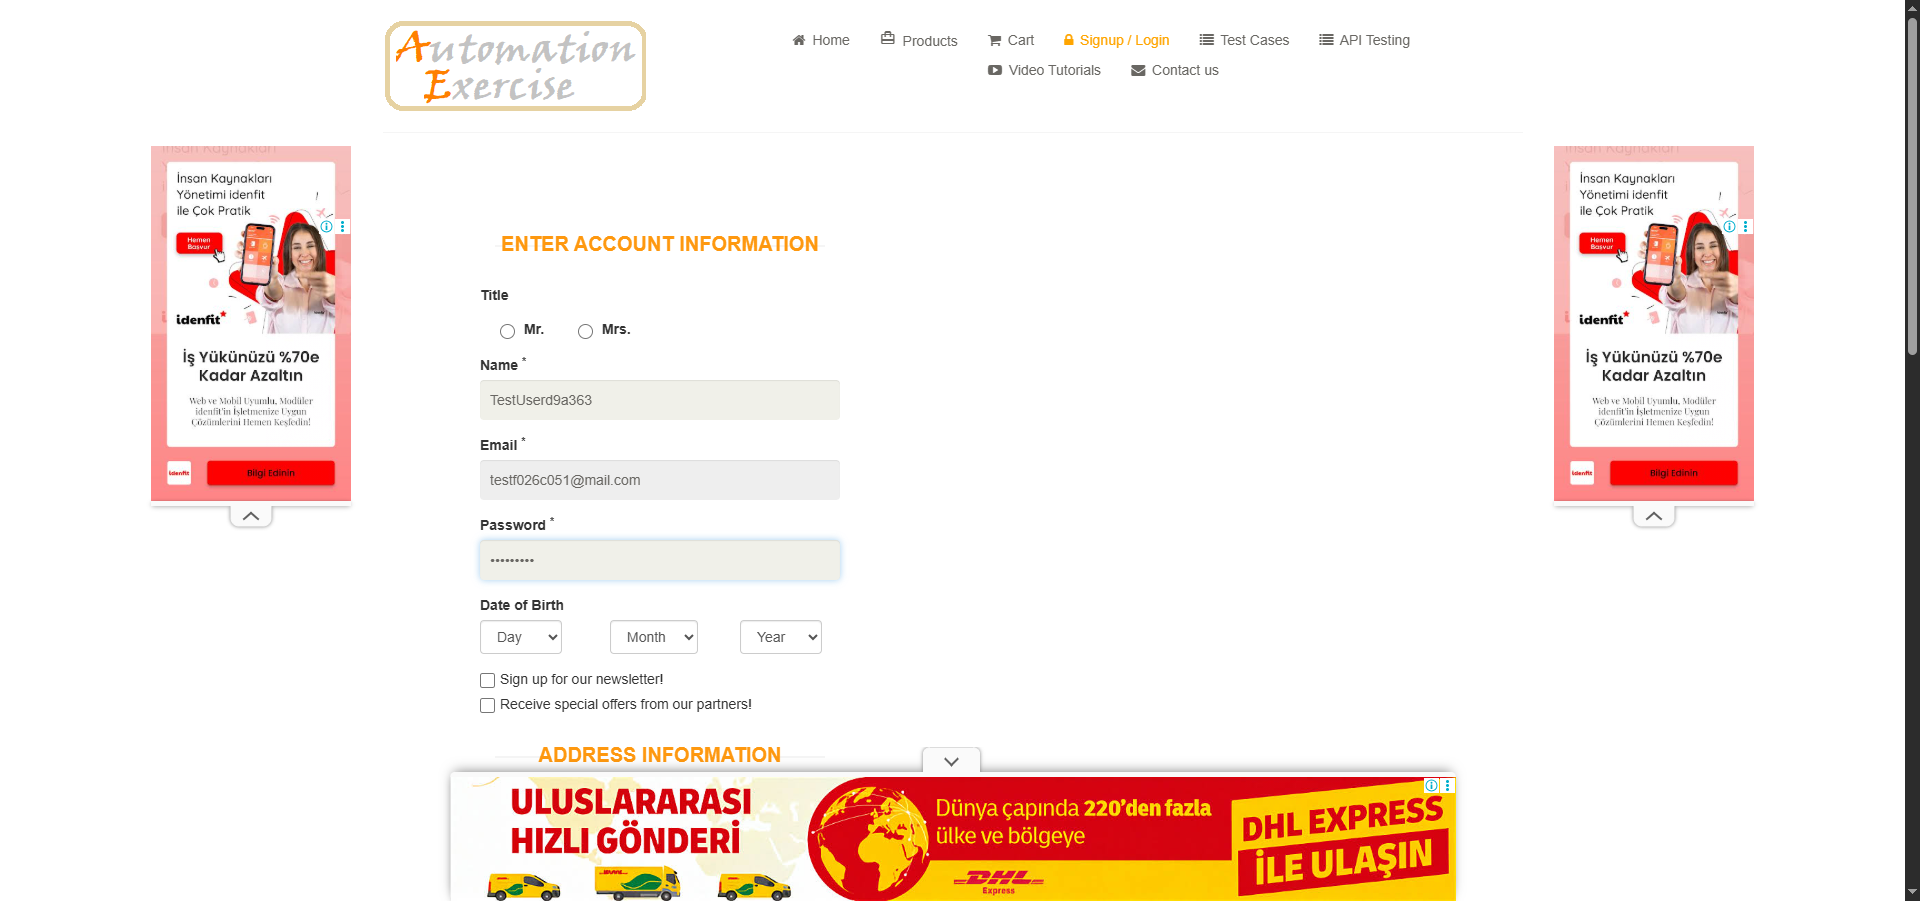 Automation
Exercise
Home
Products
Cart
Signup / Login
Test Cases
API Testing
Video Tutorials
Contact us
İnsan Kaynakları
İnsan Kaynakları
Yönetimi idenfit
ile Çok Pratik
Hemen
Başvur
idenfit
İş Yükünüzü %70e
Kadar Azaltın
Web ve Mobil Uyumlu, Modüler
idenfit'in İşletmenize Uygun
Çözümlerini Hemen Keşfedin!
idenfit
Bilgi Edinin
ENTER ACCOUNT INFORMATION
Title
Mr.
Mrs.
Name *
TestUserd9a363
Email *
testf026c051@mail.com
Password *
•••••••••
Date of Birth
Day
Month
Year
Sign up for our newsletter!
Receive special offers from our partners!
ADDRESS INFORMATION
İnsan Kaynakları
İnsan Kaynakları
Yönetimi idenfit
ile Çok Pratik
Hemen
Başvur
idenfit
İş Yükünüzü %70e
Kadar Azaltın
Web ve Mobil Uyumlu, Modüler
idenfit'in İşletmenize Uygun
Çözümlerini Hemen Keşfedin!
idenfit
Bilgi Edinin
ULUSLARARASI
HIZLI GÖNDERİ
Dünya çapında 220'den fazla
ülke ve bölgeye
DHL
Express
DHL EXPRESS
İLE ULAŞIN